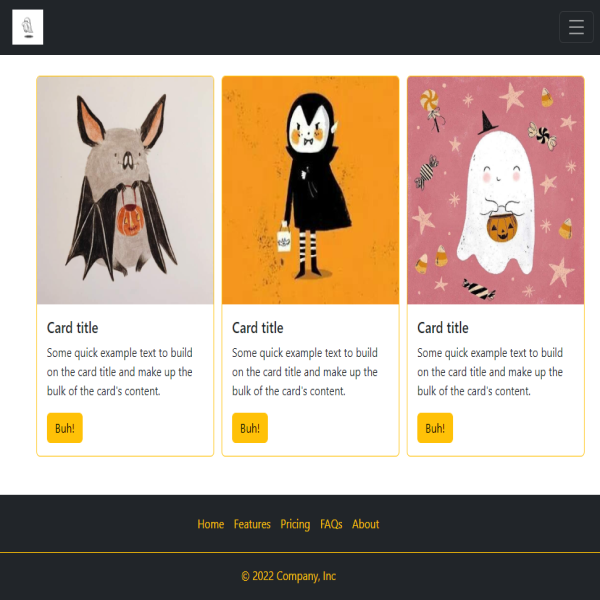 Card title
Some quick example text to build
on the card title and make up the
bulk of the card's content.
Buh!
Card title
Some quick example text to build
on the card title and make up the
bulk of the card's content.
Buh!
Card title
Some quick example text to build
on the card title and make up the
bulk of the card's content.
Buh!
Home Features Pricing FAQs About
© 2022 Company, Inc